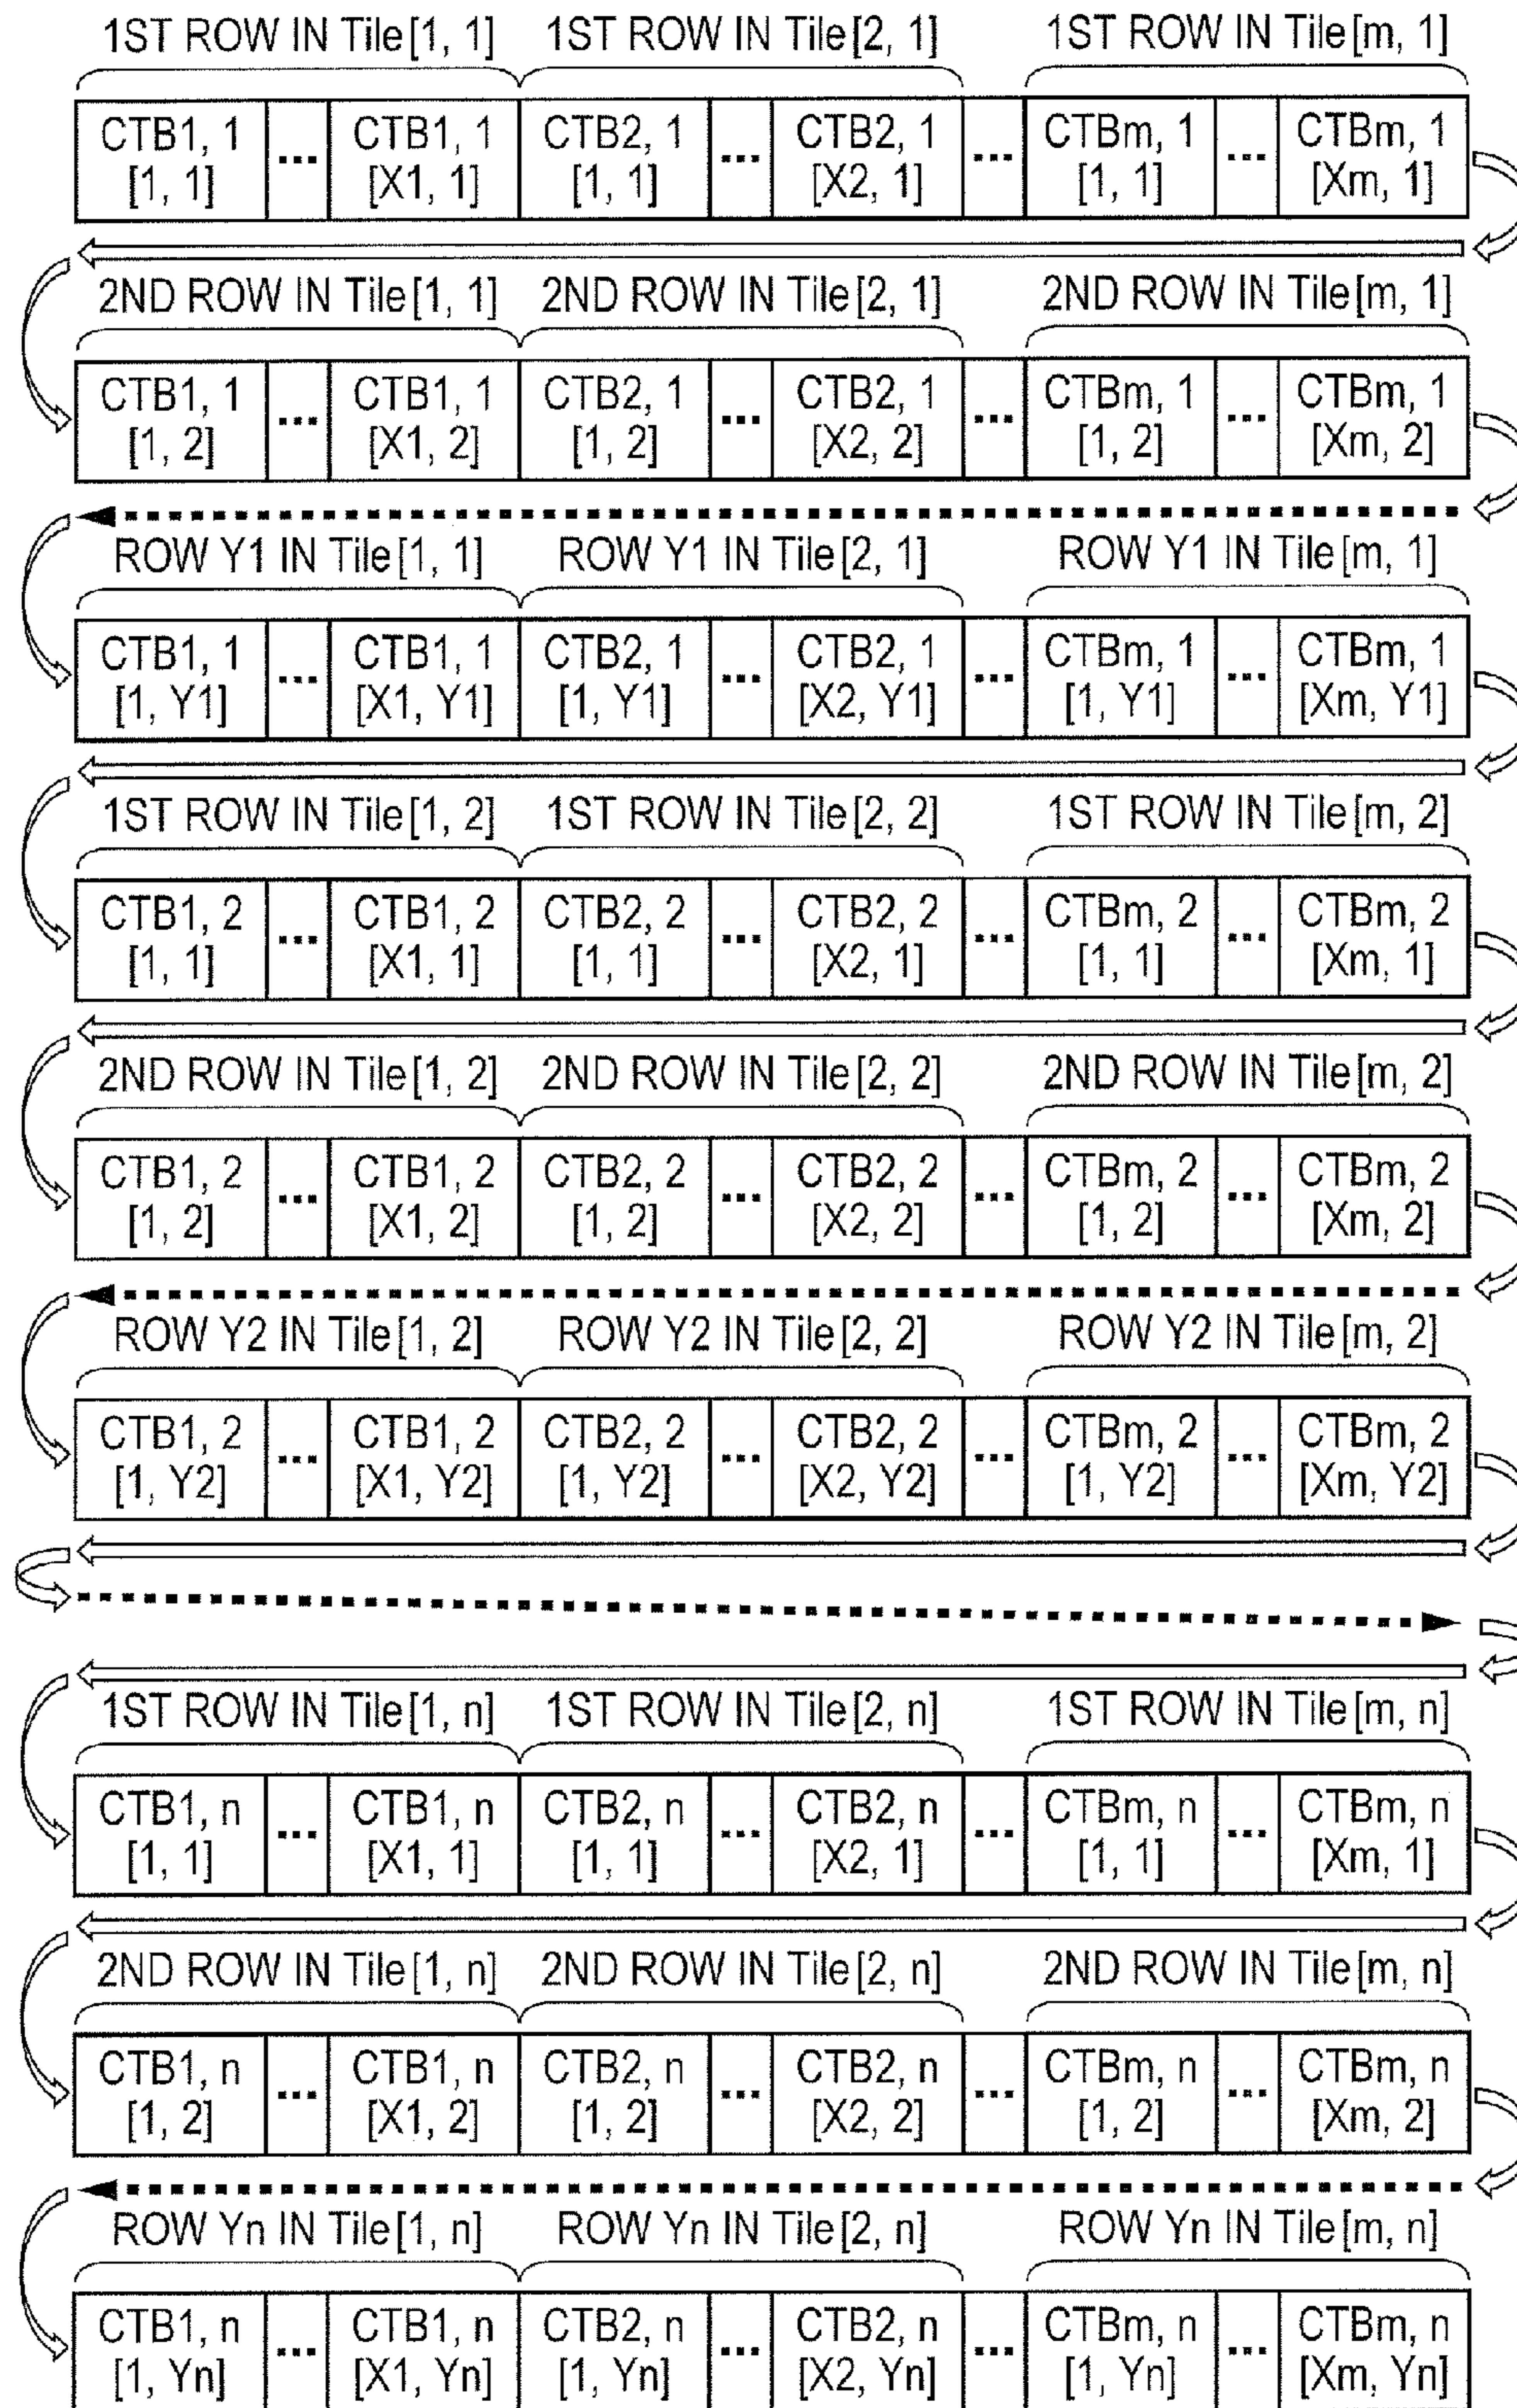 1ST ROW IN Tile[1, 1] 1ST ROW IN Tile[2, 1] 1ST ROW IN Tile[m, 1]
CTB1, 1 ... CTB1, 1 CTB2, 1 ... CTB2, 1 ... CTBm, 1 ... CTBm, 1
[1, 1] [X1, 1] [1, 1] [X2, 1] [1, 1] [Xm, 1]
2ND ROW IN Tile[1, 1] 2ND ROW IN Tile[2, 1] 2ND ROW IN Tile[m, 1]
CTB1, 1 ... CTB1, 1 CTB2, 1 ... CTB2, 1 ... CTBm, 1 ... CTBm, 1
[1, 2] [X1, 2] [1, 2] [X2, 2] [1, 2] [Xm, 2]
ROW Y1 IN Tile[1, 1] ROW Y1 IN Tile[2, 1] ROW Y1 IN Tile[m, 1]
CTB1, 1 ... CTB1, 1 CTB2, 1 ... CTB2, 1 ... CTBm, 1 ... CTBm, 1
[1, Y1] [X1, Y1] [1, Y1] [X2, Y1] [1, Y1] [Xm, Y1]
1ST ROW IN Tile[1, 2] 1ST ROW IN Tile[2, 2] 1ST ROW IN Tile[m, 2]
CTB1, 2 ... CTB1, 2 CTB2, 2 ... CTB2, 2 ... CTBm, 2 ... CTBm, 2
[1, 1] [X1, 1] [1, 1] [X2, 1] [1, 1] [Xm, 1]
2ND ROW IN Tile[1, 2] 2ND ROW IN Tile[2, 2] 2ND ROW IN Tile[m, 2]
CTB1, 2 ... CTB1, 2 CTB2, 2 ... CTB2, 2 ... CTBm, 2 ... CTBm, 2
[1, 2] [X1, 2] [1, 2] [X2, 2] [1, 2] [Xm, 2]
ROW Y2 IN Tile[1, 2] ROW Y2 IN Tile[2, 2] ROW Y2 IN Tile[m, 2]
CTB1, 2 ... CTB1, 2 CTB2, 2 ... CTB2, 2 ... CTBm, 2 ... CTBm, 2
[1, Y2] [X1, Y2] [1, Y2] [X2, Y2] [1, Y2] [Xm, Y2]
1ST ROW IN Tile[1, n] 1ST ROW IN Tile[2, n] 1ST ROW IN Tile[m, n]
CTB1, n ... CTB1, n CTB2, n ... CTB2, n ... CTBm, n ... CTBm, n
[1, 1] [X1, 1] [1, 1] [X2, 1] [1, 1] [Xm, 1]
2ND ROW IN Tile[1, n] 2ND ROW IN Tile[2, n] 2ND ROW IN Tile[m, n]
CTB1, n ... CTB1, n CTB2, n ... CTB2, n ... CTBm, n ... CTBm, n
[1, 2] [X1, 2] [1, 2] [X2, 2] [1, 2] [Xm, 2]
ROW Yn IN Tile[1, n] ROW Yn IN Tile[2, n] ROW Yn IN Tile[m, n]
CTB1, n ... CTB1, n CTB2, n ... CTB2, n ... CTBm, n ... CTBm, n
[1, Yn] [X1, Yn] [1, Yn] [X2, Yn] [1, Yn] [Xm, Yn]